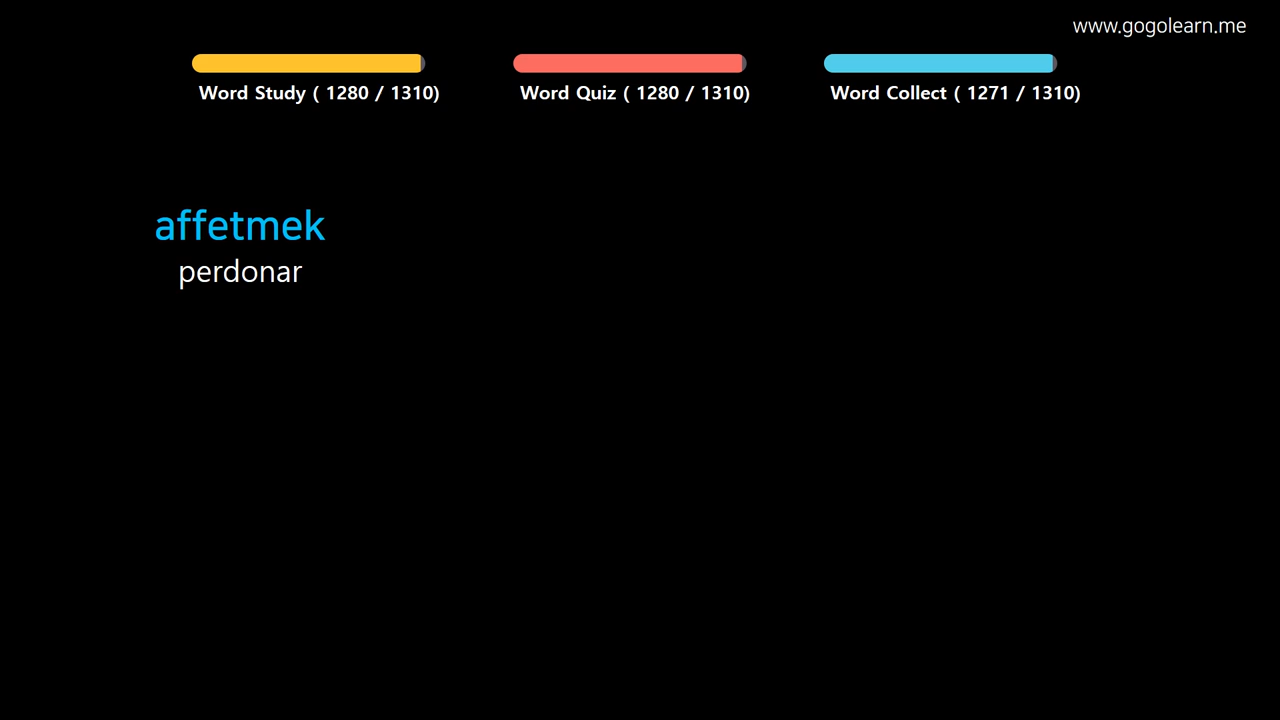 www.gogolearn.me
Word Study ( 1280 / 1310)
Word Quiz ( 1280 / 1310)
Word Collect ( 1271 / 1310)
affetmek
perdonar